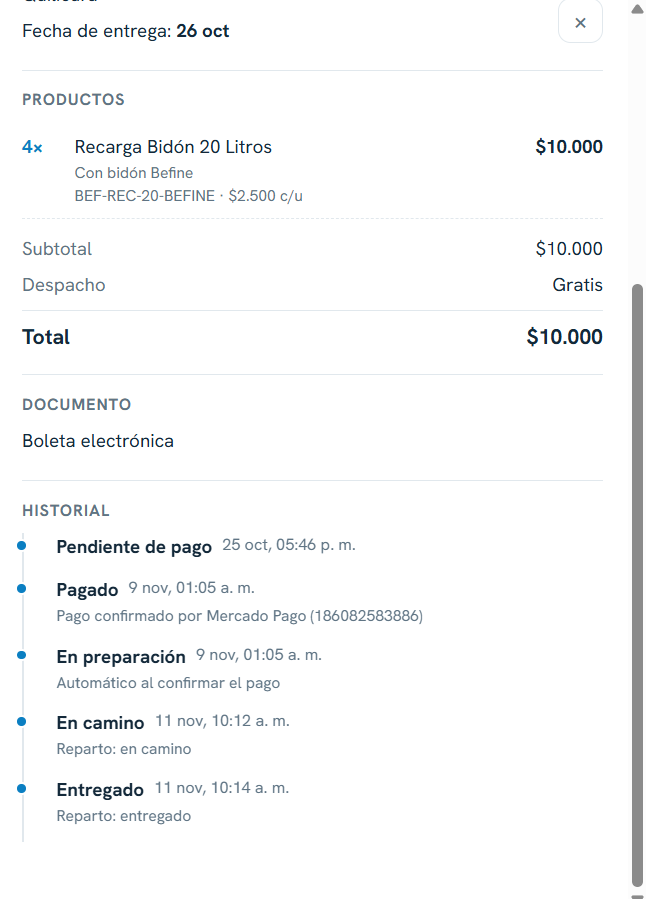 Fecha de entrega: 26 oct
×
PRODUCTOS
4× Recarga Bidón 20 Litros $10.000
Con bidón Befine
BEF-REC-20-BEFINE · $2.500 c/u
Subtotal $10.000
Despacho Gratis
Total $10.000
DOCUMENTO
Boleta electrónica
HISTORIAL
Pendiente de pago 25 oct, 05:46 p. m.
Pagado 9 nov, 01:05 a. m.
Pago confirmado por Mercado Pago (186082583886)
En preparación 9 nov, 01:05 a. m.
Automático al confirmar el pago
En camino 11 nov, 10:12 a. m.
Reparto: en camino
Entregado 11 nov, 10:14 a. m.
Reparto: entregado